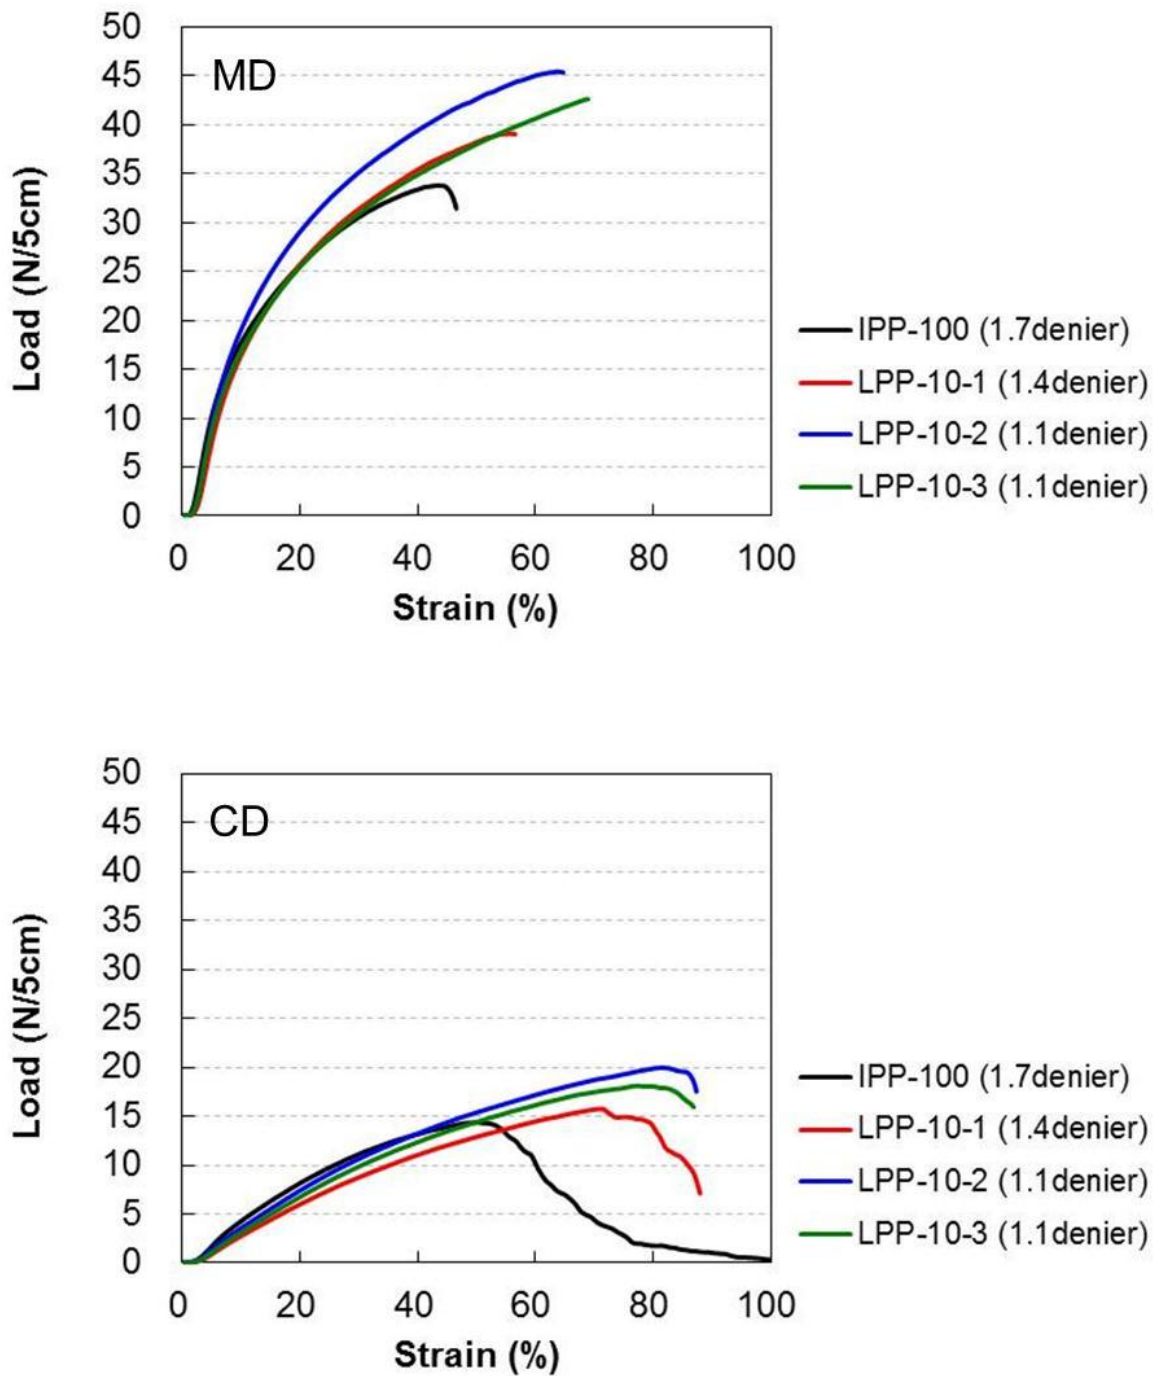 50
MD
45
40
35
30
25
20
15
10
5
0
Load (N/5cm)
0 20 40 60 80 100
Strain (%)
IPP-100 (1.7denier)
LPP-10-1 (1.4denier)
LPP-10-2 (1.1denier)
LPP-10-3 (1.1denier)
50
CD
45
40
35
30
25
20
15
10
5
0
Load (N/5cm)
0 20 40 60 80 100
Strain (%)
IPP-100 (1.7denier)
LPP-10-1 (1.4denier)
LPP-10-2 (1.1denier)
LPP-10-3 (1.1denier)